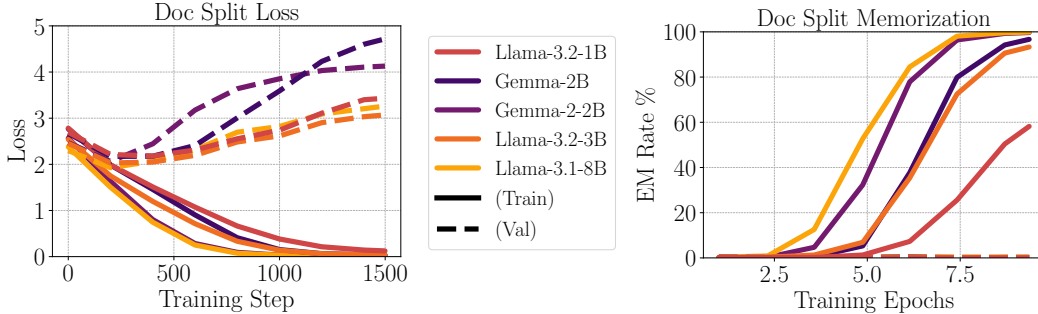 Doc Split Loss
5
4
3
2
1
0
Loss
0
500
1000
1500
Training Step
Llama-3.2-1B
Gemma-2B
Gemma-2-2B
Llama-3.2-3B
Llama-3.1-8B
(Train)
(Val)
Doc Split Memorization
100
80
60
40
20
0
EM Rate %
2.5
5.0
7.5
Training Epochs